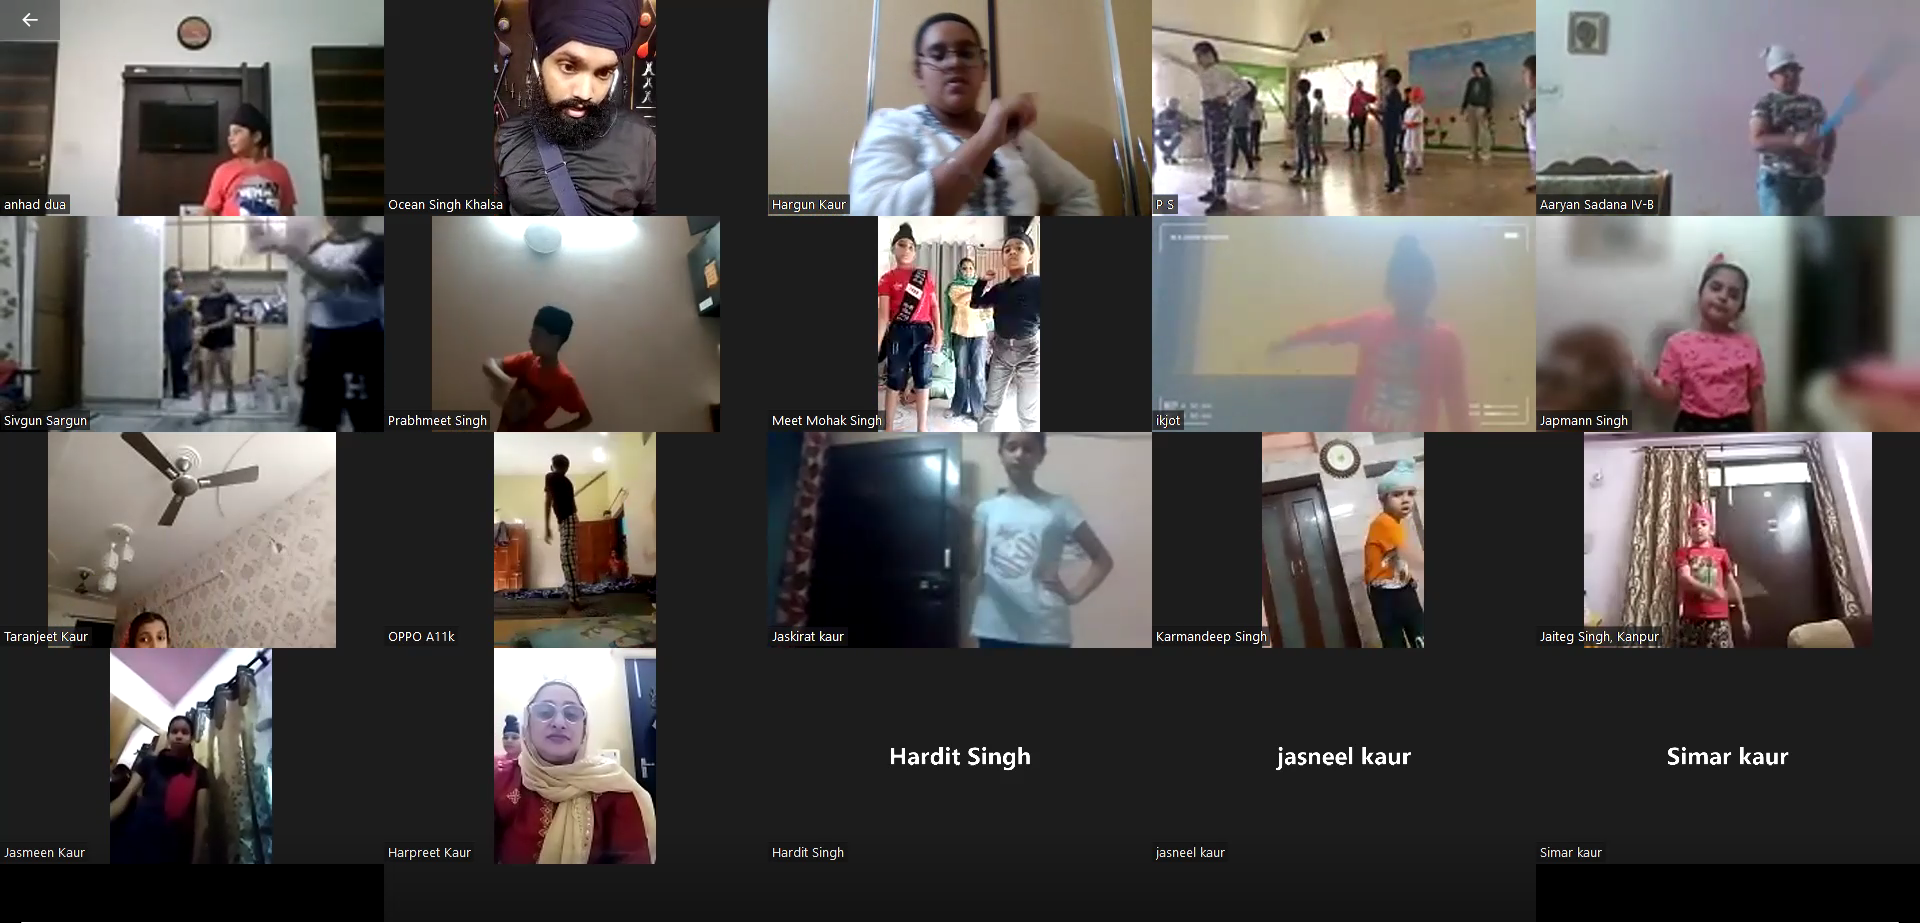 anhad dua
Ocean Singh Khalsa
Hargun Kaur
P S
Aaryan Sadana IV-B
Sivgun Sargun
Prabhmeet Singh
Meet Mohak Singh
ikjot
Japmann Singh
Taranjeet Kaur
OPPO A11k
Jaskirat kaur
Karmandeep Singh
Jaiteg Singh, Kanpur
Hardit Singh
jasneel kaur
Simar kaur
Jasmeen Kaur
Harpreet Kaur
Hardit Singh
jasneel kaur
Simar kaur